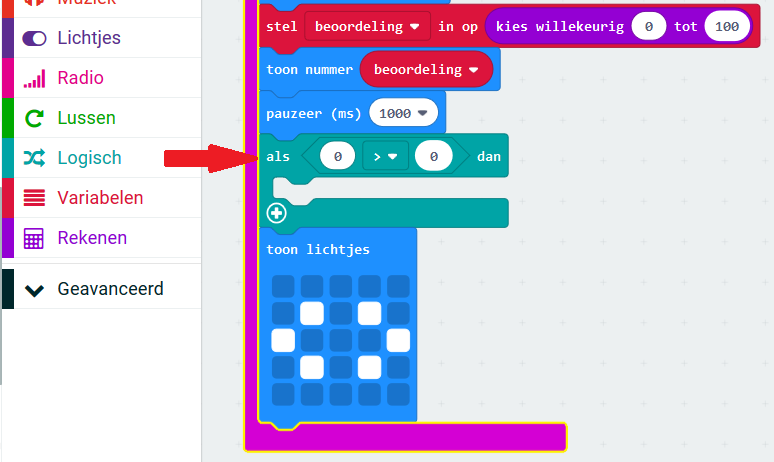 Muziek
Lichtjes
Radio
Lussen
Logisch
Variabelen
Rekenen
Geavanceerd
stel beoordeling in op kies willekeurig 0 tot 100
toon nummer beoordeling
pauzeer (ms) 1000
als 0 > 0 dan
toon lichtjes